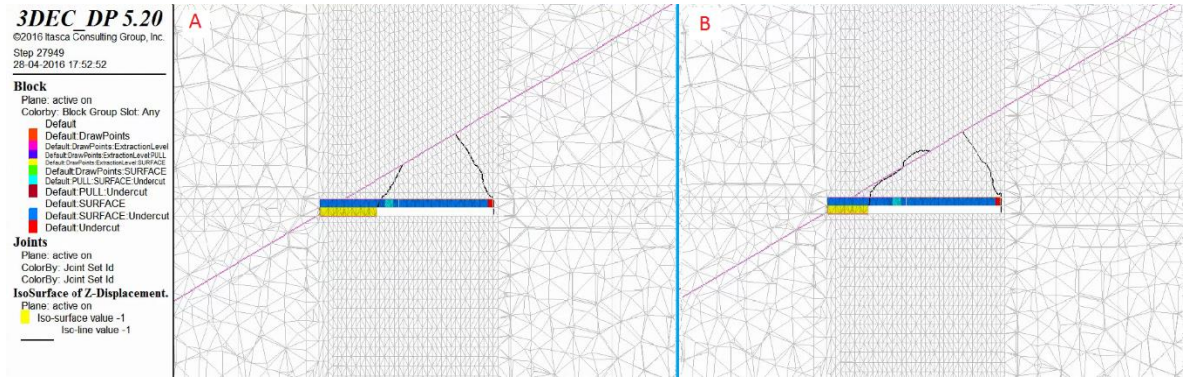 3DEC_DP 5.20
©2016 Itasca Consulting Group, Inc.
Step 27949
28-04-2016 17:52:52
Block
Plane: active on
Colorby: Block Group Slot: Any
Default
Default:DrawPoints
Default:DrawPoints:ExtractionLevel
Default:DrawPoints:ExtractionLevel:PULL
Default:DrawPoints:ExtractionLevel:SURFACE
Default:DrawPoints:SURFACE
Default:PULL:SURFACE:Undercut
Default:PULL:Undercut
Default:SURFACE
Default:SURFACE:Undercut
Default:Undercut
Joints
Plane: active on
ColorBy: Joint Set Id
ColorBy: Joint Set Id
IsoSurface of Z-Displacement.
Plane: active on
Iso-surface value -1
Iso-line value -1
A
B